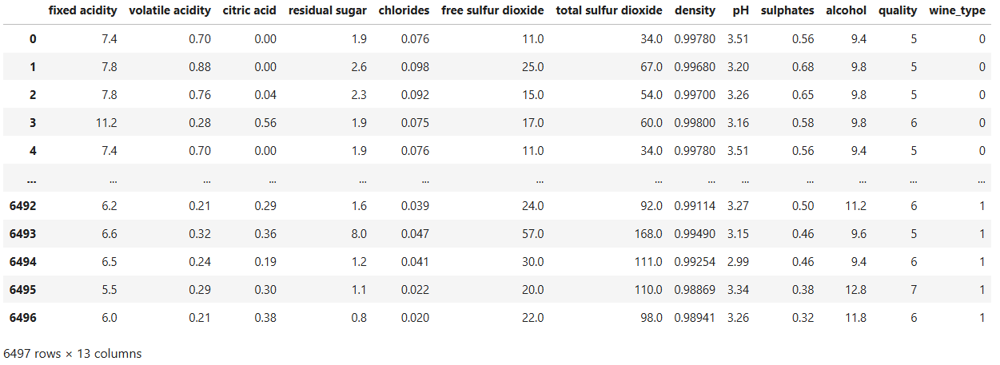 fixed acidity volatile acidity citric acid residual sugar chlorides free sulfur dioxide total sulfur dioxide density pH sulphates alcohol quality wine_type
0 7.4 0.70 0.00 1.9 0.076 11.0 34.0 0.99780 3.51 0.56 9.4 5 0
1 7.8 0.88 0.00 2.6 0.098 25.0 67.0 0.99680 3.20 0.68 9.8 5 0
2 7.8 0.76 0.04 2.3 0.092 15.0 54.0 0.99700 3.26 0.65 9.8 5 0
3 11.2 0.28 0.56 1.9 0.075 17.0 60.0 0.99800 3.16 0.58 9.8 6 0
4 7.4 0.70 0.00 1.9 0.076 11.0 34.0 0.99780 3.51 0.56 9.4 5 0
... ... ... ... ... ... ... ... ... ... ... ... ... ...
6492 6.2 0.21 0.29 1.6 0.039 24.0 92.0 0.99114 3.27 0.50 11.2 6 1
6493 6.6 0.32 0.36 8.0 0.047 57.0 168.0 0.99490 3.15 0.46 9.6 5 1
6494 6.5 0.24 0.19 1.2 0.041 30.0 111.0 0.99254 2.99 0.46 9.4 6 1
6495 5.5 0.29 0.30 1.1 0.022 20.0 110.0 0.98869 3.34 0.38 12.8 7 1
6496 6.0 0.21 0.38 0.8 0.020 22.0 98.0 0.98941 3.26 0.32 11.8 6 1
6497 rows × 13 columns